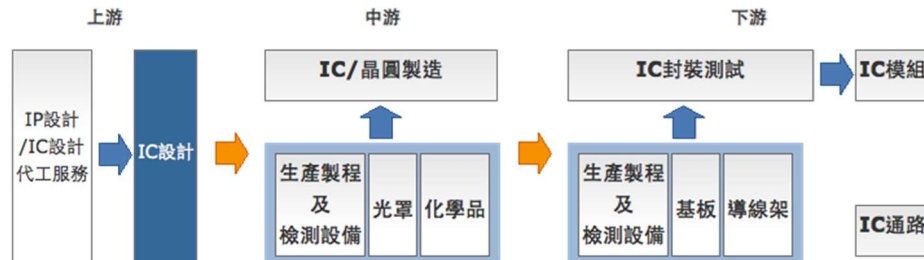 上游
中游
下游
IP設計
/IC設計
代工服務
IC設計
IC/晶圓製造
生產製程
及
檢測設備
光罩
化學品
IC封裝測試
生產製程
及
檢測設備
基板
導線架
IC模組
IC通路